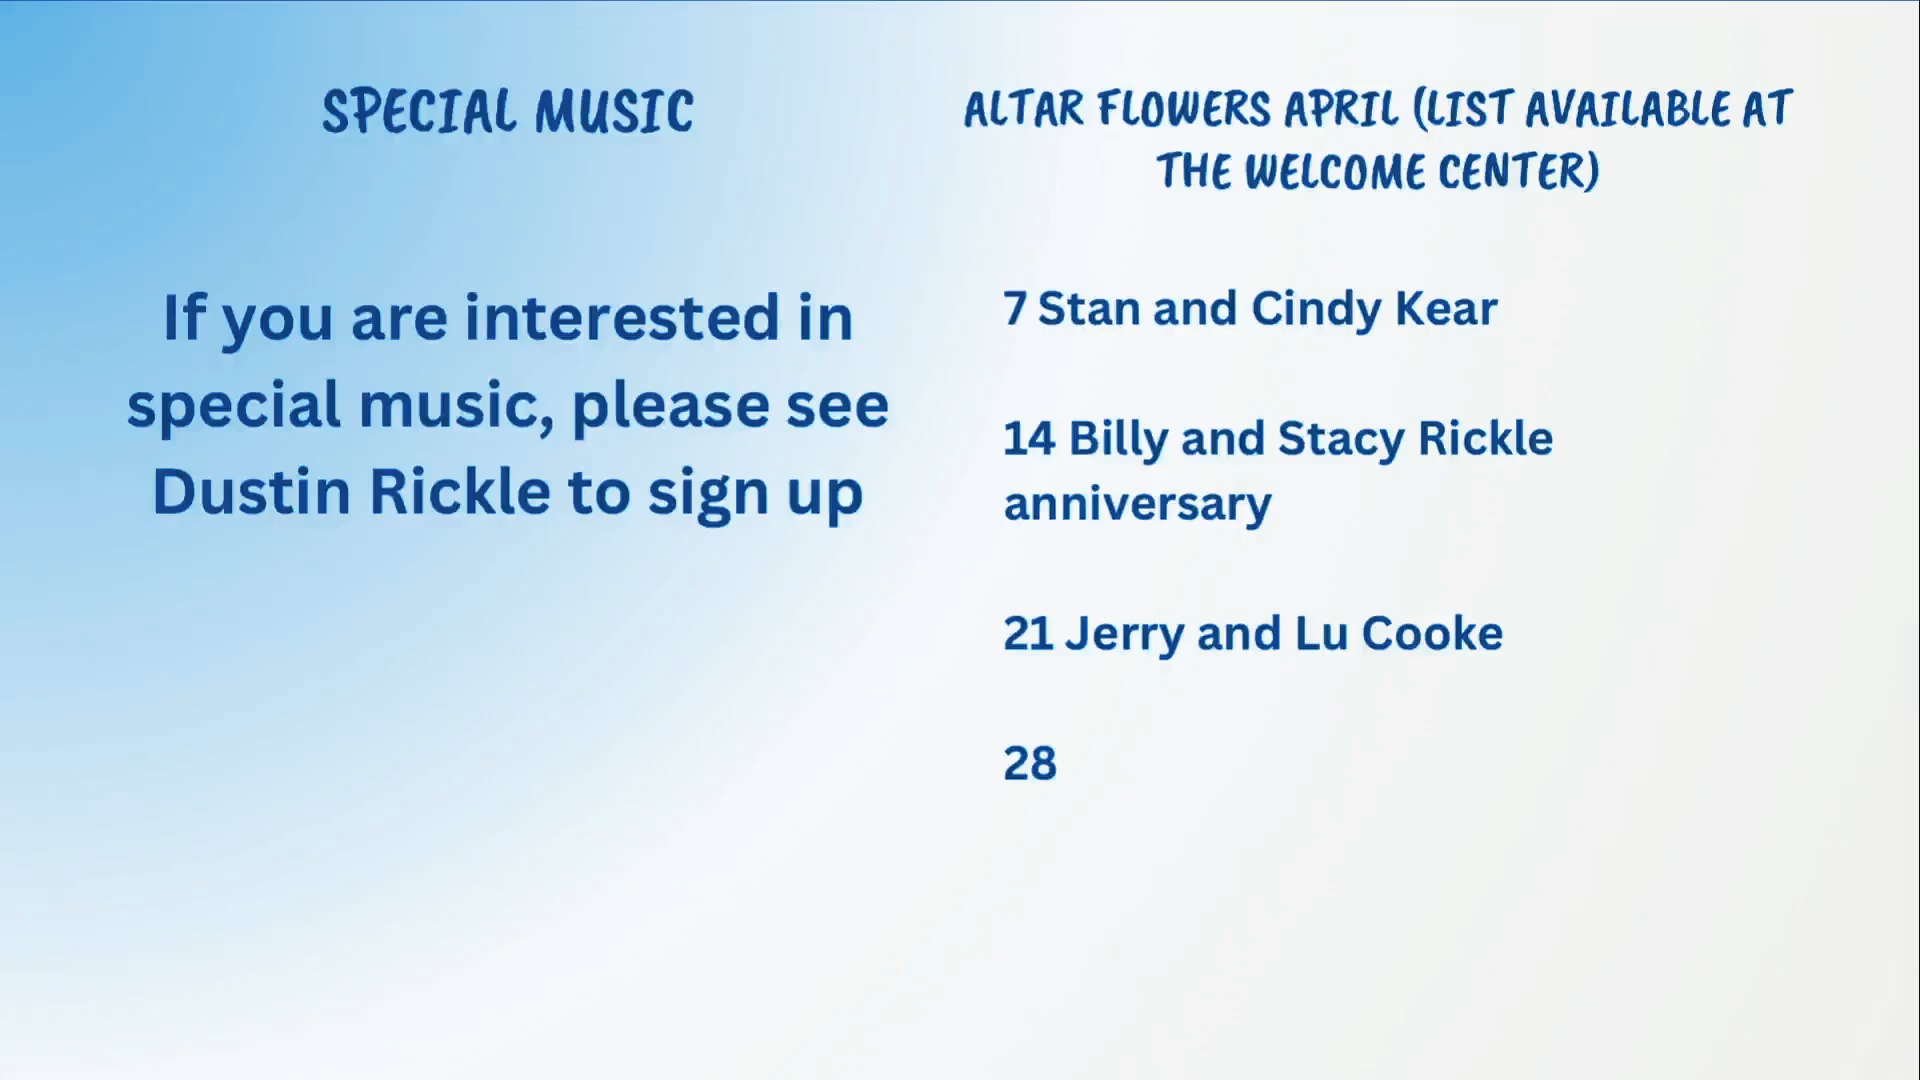 SPECIAL MUSIC
If you are interested in
special music, please see
Dustin Rickle to sign up
ALTAR FLOWERS APRIL (LIST AVAILABLE AT
THE WELCOME CENTER)
7 Stan and Cindy Kear
14 Billy and Stacy Rickle
anniversary
21 Jerry and Lu Cooke
28